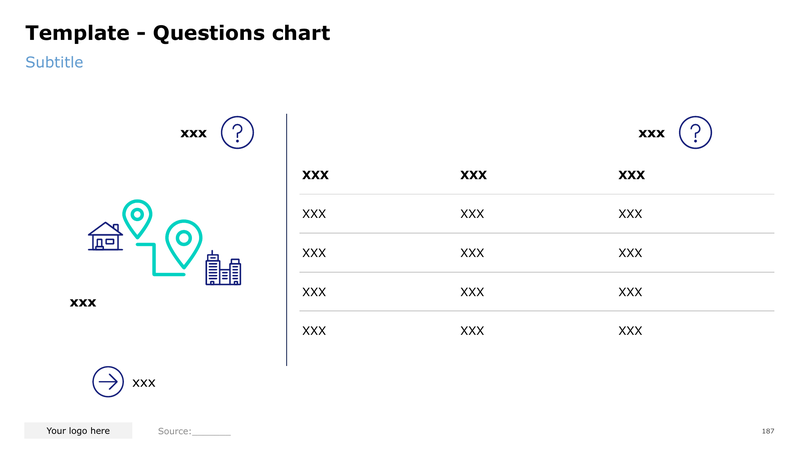 Template - Questions chart
Subtitle
xxx ?
xxx ?
xxx xxx xxx
xxx xxx xxx
xxx xxx xxx
xxx xxx xxx
xxx xxx xxx
xxx
xxx
Your logo here
Source:_______
187